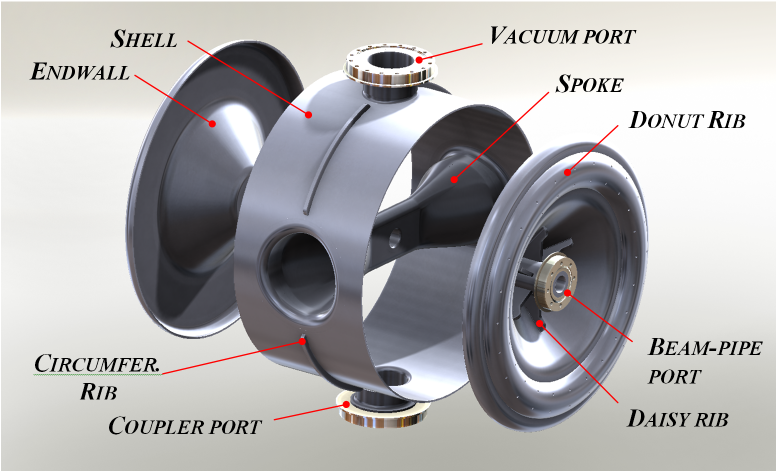 SHELL
ENDWALL
VACUUM PORT
SPOKE
DONUT RIB
CIRCUMFER.
RIB
COUPLER PORT
BEAM-PIPE
PORT
DAISY RIB